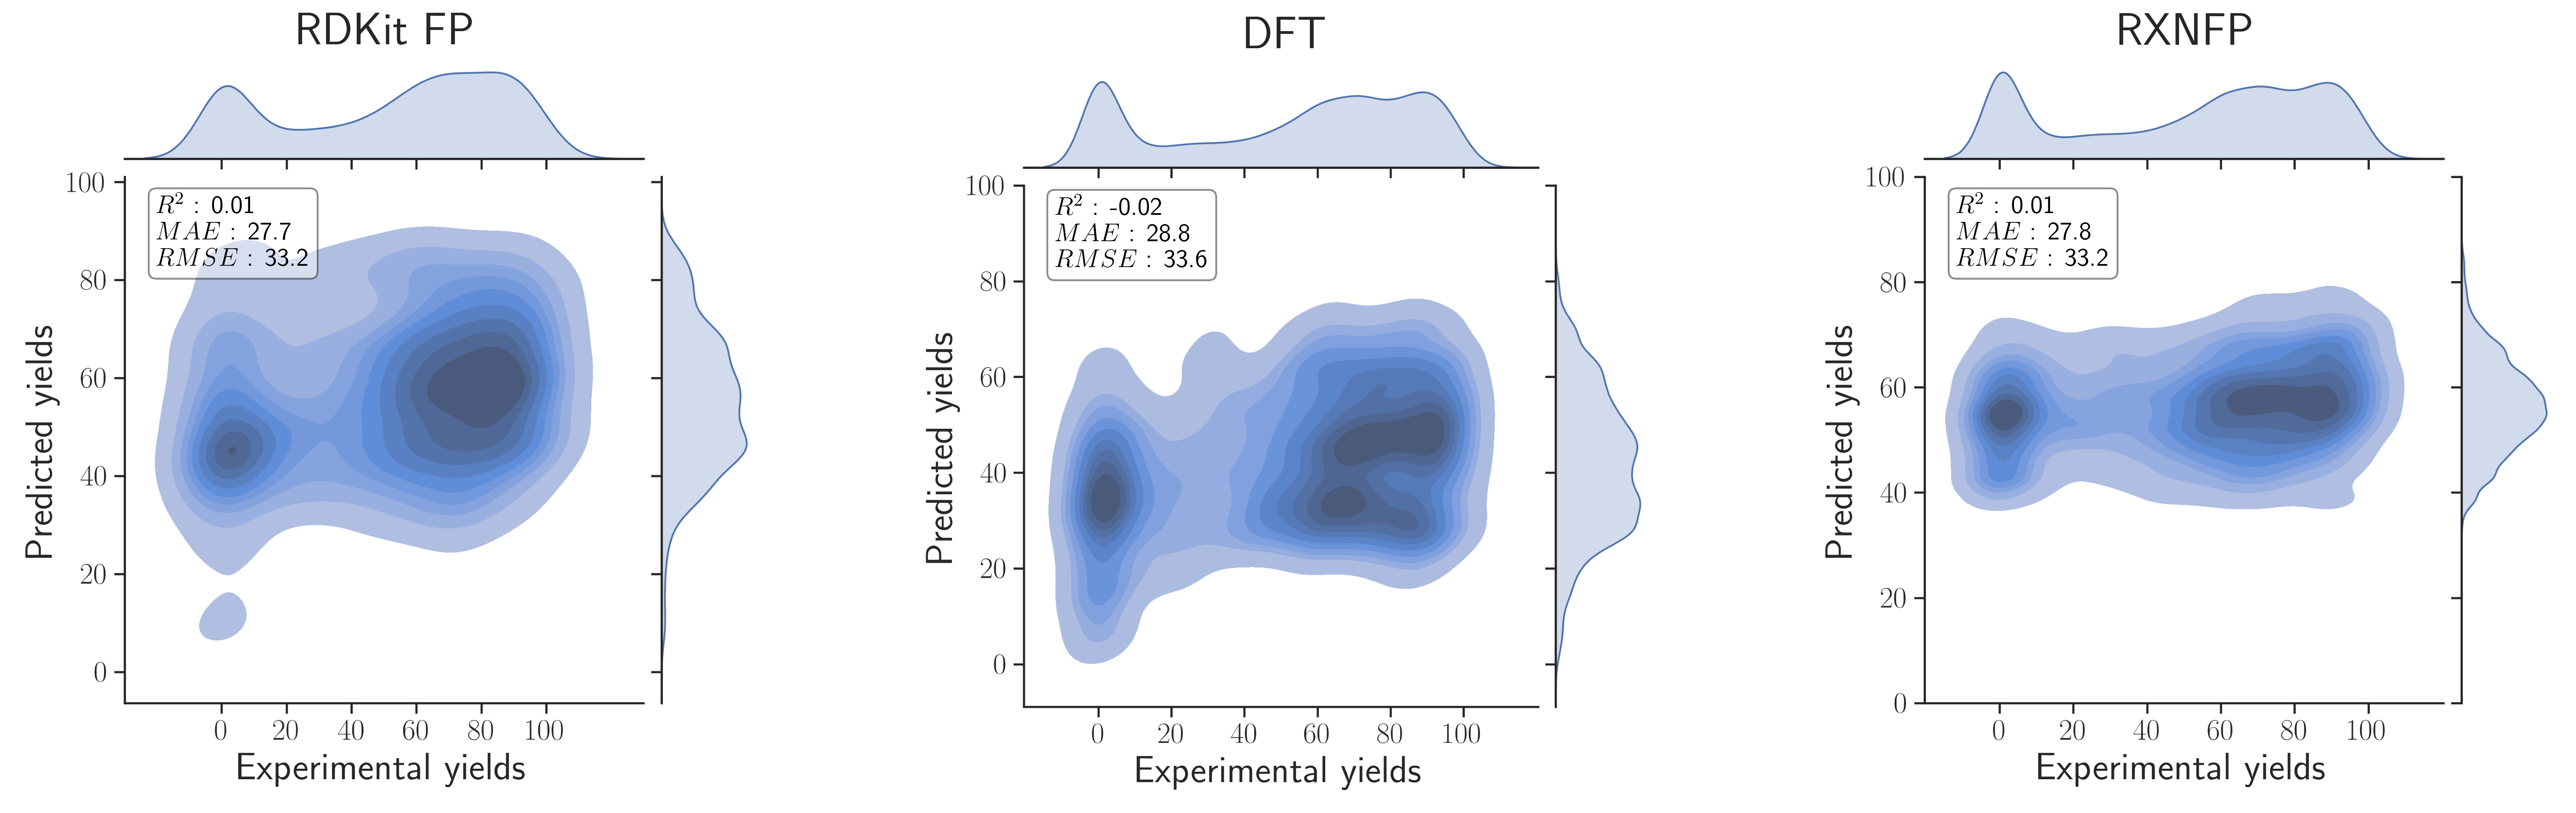 RDKit FP
R² : 0.01
MAE : 27.7
RMSE : 33.2
Predicted yields
100
80
60
40
20
0
0 20 40 60 80 100
Experimental yields
DFT
R² : -0.02
MAE : 28.8
RMSE : 33.6
Predicted yields
100
80
60
40
20
0
0 20 40 60 80 100
Experimental yields
RXNFP
R² : 0.01
MAE : 27.8
RMSE : 33.2
Predicted yields
100
80
60
40
20
0
0 20 40 60 80 100
Experimental yields